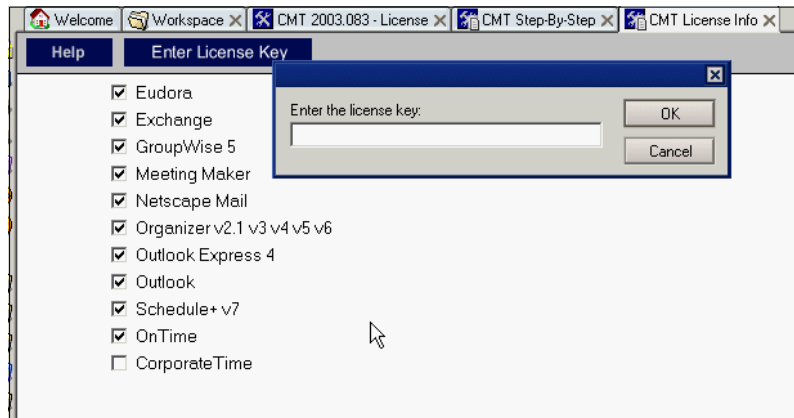 Welcome Workspace CMT 2003.083 - License CMT Step-By-Step CMT License Info
Help Enter License Key
Enter the license key:
OK
Cancel
Eudora
Exchange
GroupWise 5
Meeting Maker
Netscape Mail
Organizer v2.1 v3 v4 v5 v6
Outlook Express 4
Outlook
Schedule+ v7
OnTime
CorporateTime